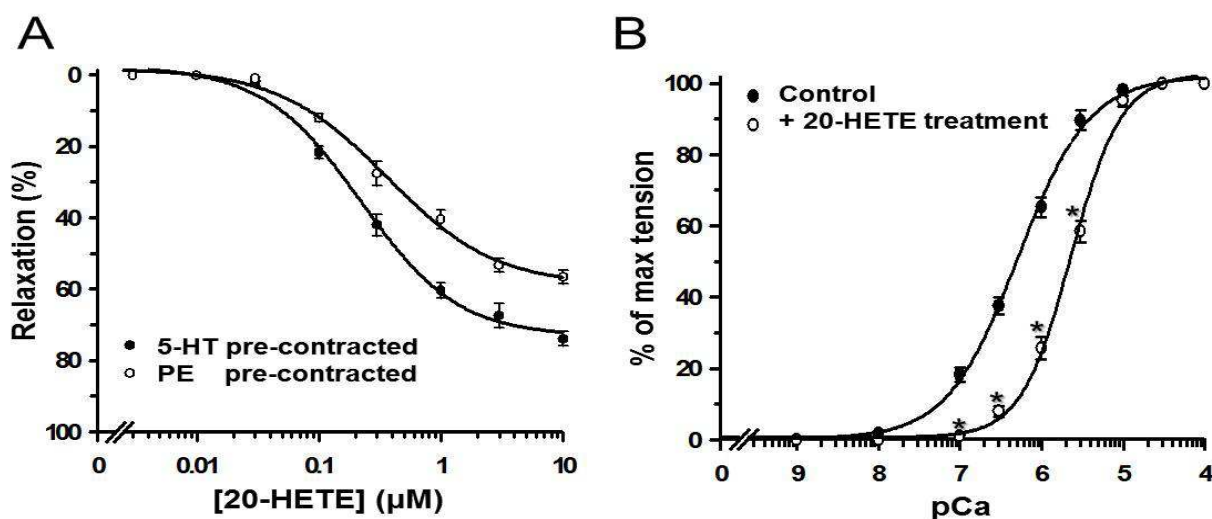 A
Relaxation (%)
0
20
40
60
80
100
5-HT pre-contracted
PE pre-contracted
0 0.01 0.1 1 10
[20-HETE] (µM)
B
% of max tension
100
80
60
40
20
0
Control
+ 20-HETE treatment
*
*
*
*
0 9 8 7 6 5 4
pCa